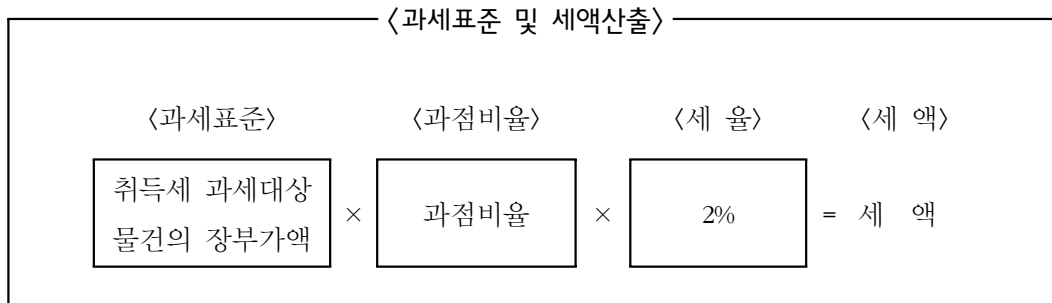 〈과세표준 및 세액산출〉
〈과세표준〉 〈과점비율〉 〈세 율〉 〈세 액〉
취득세 과세대상
물건의 장부가액 × 과점비율 × 2% = 세 액